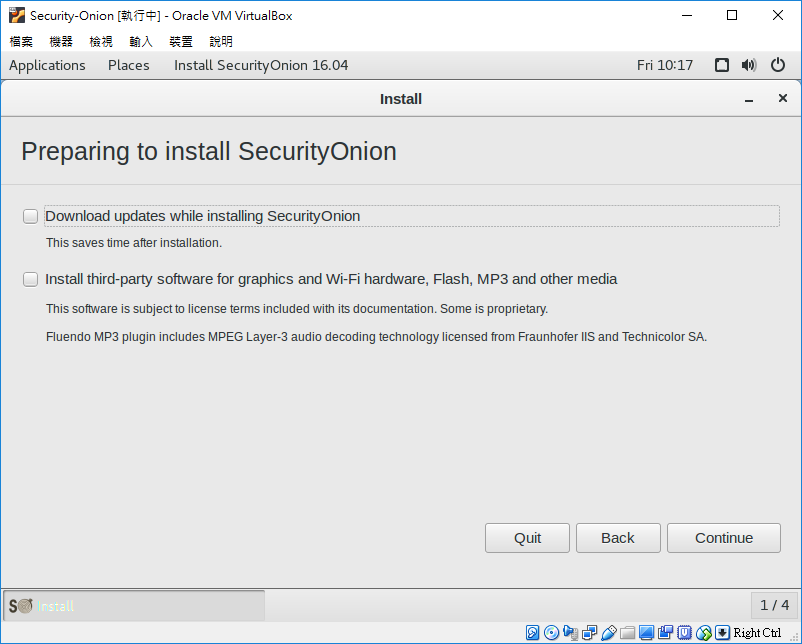 Security-Onion [執行中] - Oracle VM VirtualBox
檔案 機器 檢視 輸入 裝置 說明
Applications Places Install SecurityOnion 16.04 Fri 10:17
Install
Preparing to install SecurityOnion
Download updates while installing SecurityOnion
This saves time after installation.
Install third-party software for graphics and Wi-Fi hardware, Flash, MP3 and other media
This software is subject to license terms included with its documentation. Some is proprietary.
Fluendo MP3 plugin includes MPEG Layer-3 audio decoding technology licensed from Fraunhofer IIS and Technicolor SA.
Quit Back Continue
Install 1 / 4
Right Ctrl